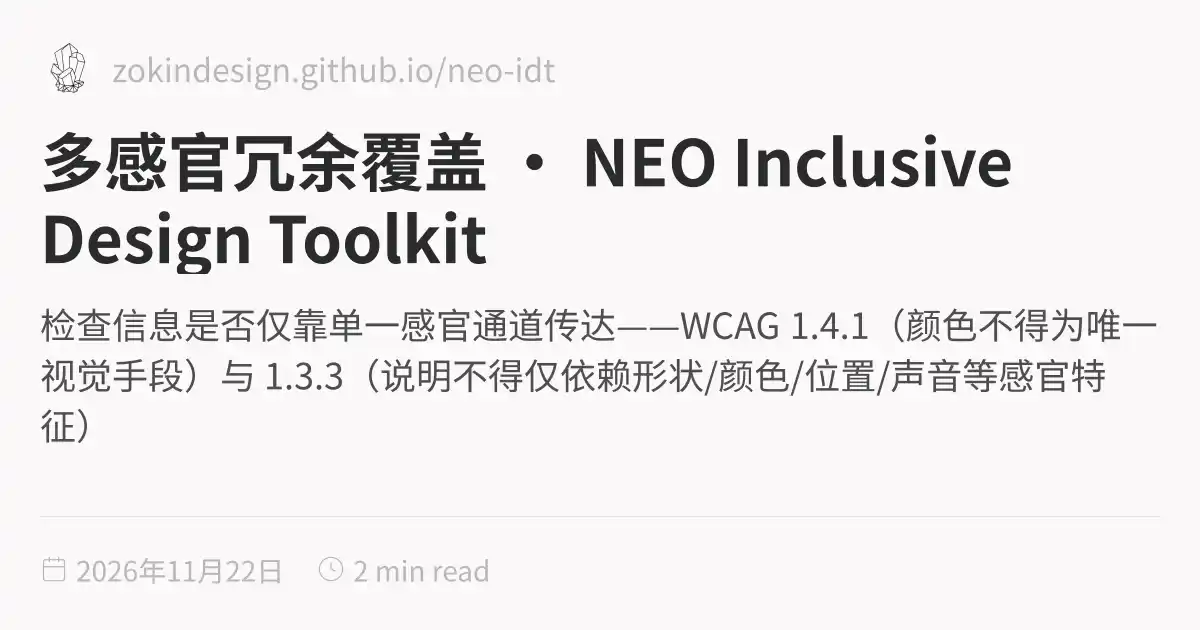 zokindesign.github.io/neo-idt
多感官冗余覆盖 · NEO Inclusive
Design Toolkit
检查信息是否仅靠单一感官通道传达——WCAG 1.4.1（颜色不得为唯一
视觉手段）与 1.3.3（说明不得仅依赖形状/颜色/位置/声音等感官特
征）
2026年11月22日 2 min read